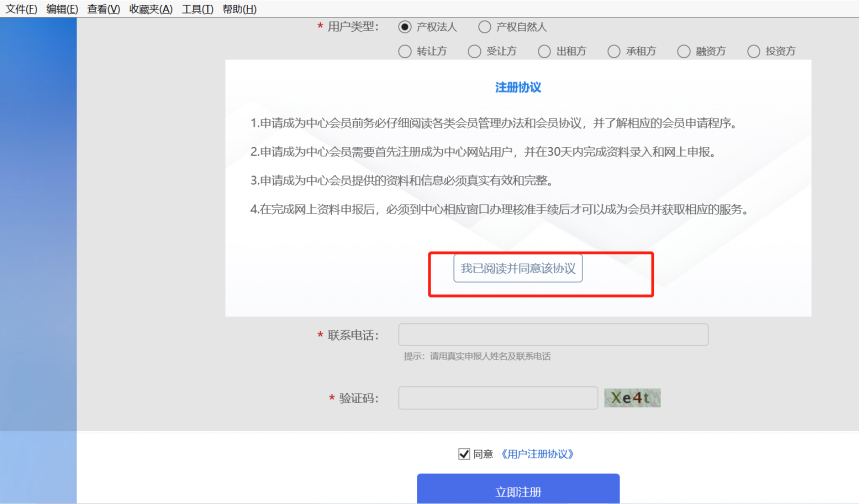 文件(F) 编辑(E) 查看(V) 收藏夹(A) 工具(T) 帮助(H)
* 用户类型: 产权法人 产权自然人
转让方 受让方 出租方 承租方 融资方 投资方
注册协议
1.申请成为中心会员前务必仔细阅读各类会员管理办法和会员协议，并了解相应的会员申请程序。
2.申请成为中心会员需要首先注册成为中心网站用户，并在30天内完成资料录入和网上申报。
3.申请成为中心会员提供的资料和信息必须真实有效和完整。
4.在完成网上资料申报后，必须到中心相应窗口办理核准手续后才可以成为会员并获取相应的服务。
我已阅读并同意该协议
* 联系电话:
提示：请用真实申报人姓名及联系电话
* 验证码:
Xe4t
同意 《用户注册协议》
立即注册